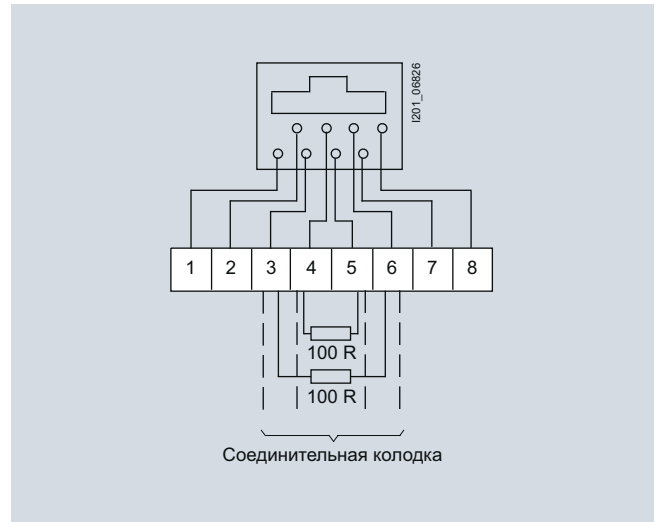 I201_06826
1 2 3 4 5 6 7 8
100 R
100 R
Соединительная колодка